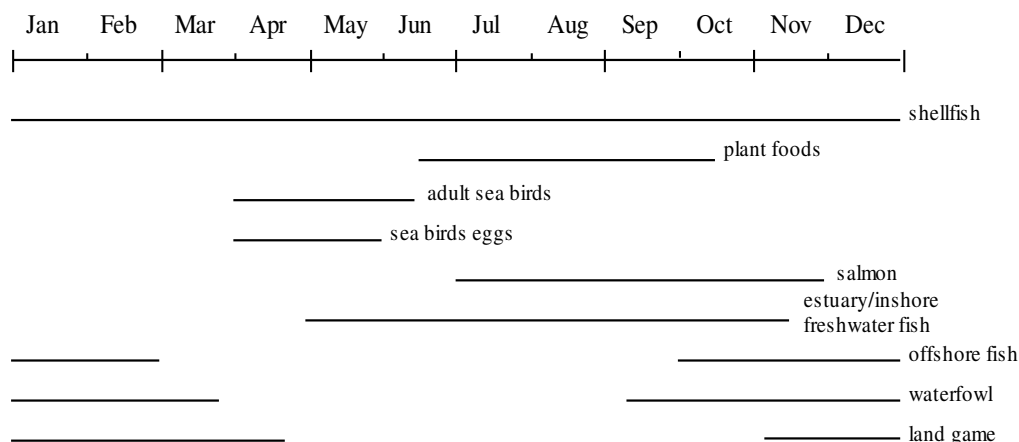 Jan Feb Mar Apr May Jun Jul Aug Sep Oct Nov Dec
shellfish
plant foods
adult sea birds
sea birds eggs
salmon
estuary/inshore
freshwater fish
offshore fish
waterfowl
land game